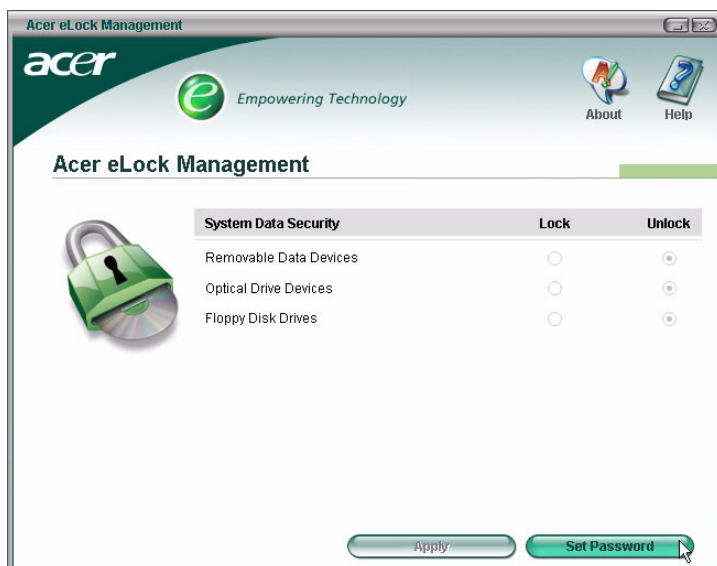 Acer eLock Management
acer
e Empowering Technology
About Help
Acer eLock Management
System Data Security Lock Unlock
Removable Data Devices
Optical Drive Devices
Floppy Disk Drives
Apply Set Password